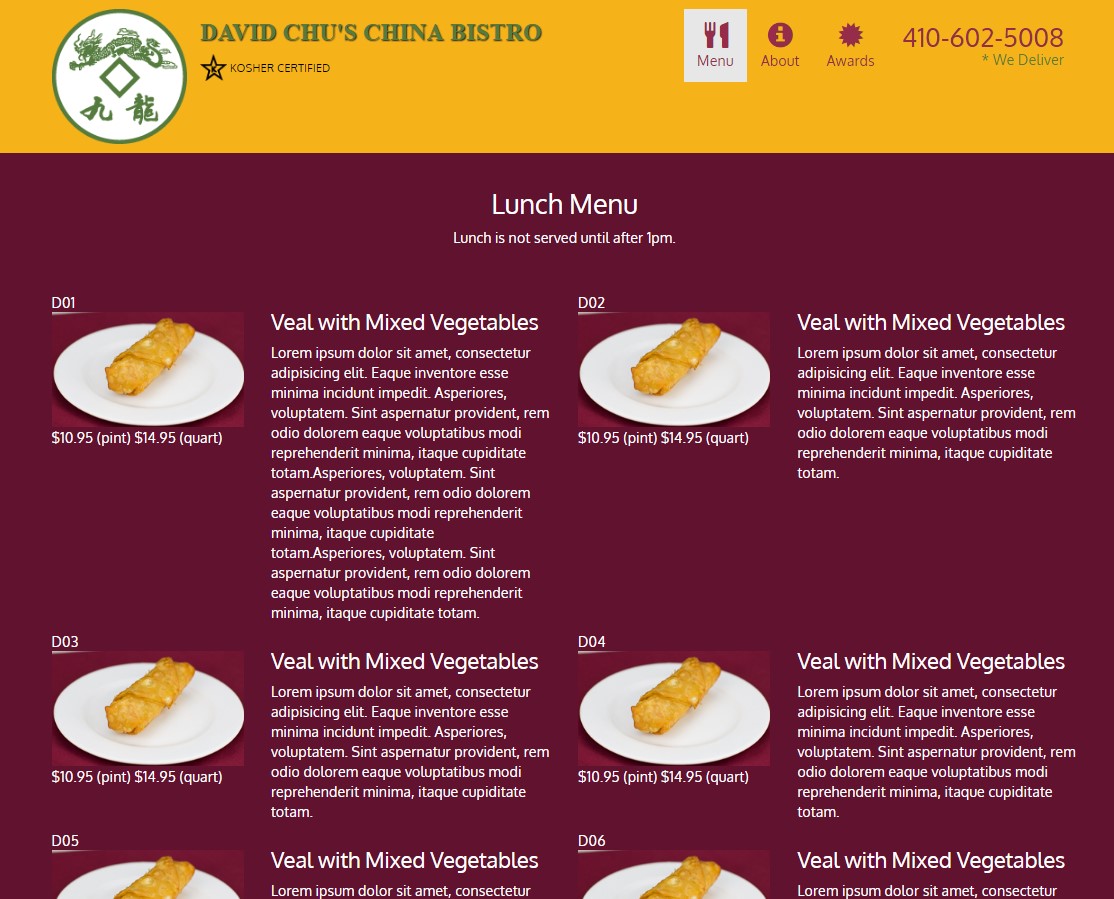 DAVID CHU'S CHINA BISTRO
KOSHER CERTIFIED
九 龍
Menu
About
Awards
410-602-5008
* We Deliver
Lunch Menu
Lunch is not served until after 1pm.
D01
Veal with Mixed Vegetables
Lorem ipsum dolor sit amet, consectetur
adipisicing elit. Eaque inventore esse
minima incidunt impedit. Asperiores,
voluptatem. Sint aspernatur provident, rem
odio dolorem eaque voluptatibus modi
reprehenderit minima, itaque cupiditate
totam.Asperiores, voluptatem. Sint
aspernatur provident, rem odio dolorem
eaque voluptatibus modi reprehenderit
minima, itaque cupiditate
totam.Asperiores, voluptatem. Sint
aspernatur provident, rem odio dolorem
eaque voluptatibus modi reprehenderit
minima, itaque cupiditate totam.
$10.95 (pint) $14.95 (quart)
D02
Veal with Mixed Vegetables
Lorem ipsum dolor sit amet, consectetur
adipisicing elit. Eaque inventore esse
minima incidunt impedit. Asperiores,
voluptatem. Sint aspernatur provident, rem
odio dolorem eaque voluptatibus modi
reprehenderit minima, itaque cupiditate
totam.
$10.95 (pint) $14.95 (quart)
D03
Veal with Mixed Vegetables
Lorem ipsum dolor sit amet, consectetur
adipisicing elit. Eaque inventore esse
minima incidunt impedit. Asperiores,
voluptatem. Sint aspernatur provident, rem
odio dolorem eaque voluptatibus modi
reprehenderit minima, itaque cupiditate
totam.
$10.95 (pint) $14.95 (quart)
D04
Veal with Mixed Vegetables
Lorem ipsum dolor sit amet, consectetur
adipisicing elit. Eaque inventore esse
minima incidunt impedit. Asperiores,
voluptatem. Sint aspernatur provident, rem
odio dolorem eaque voluptatibus modi
reprehenderit minima, itaque cupiditate
totam.
$10.95 (pint) $14.95 (quart)
D05
Veal with Mixed Vegetables
Lorem ipsum dolor sit amet, consectetur
D06
Veal with Mixed Vegetables
Lorem ipsum dolor sit amet, consectetur